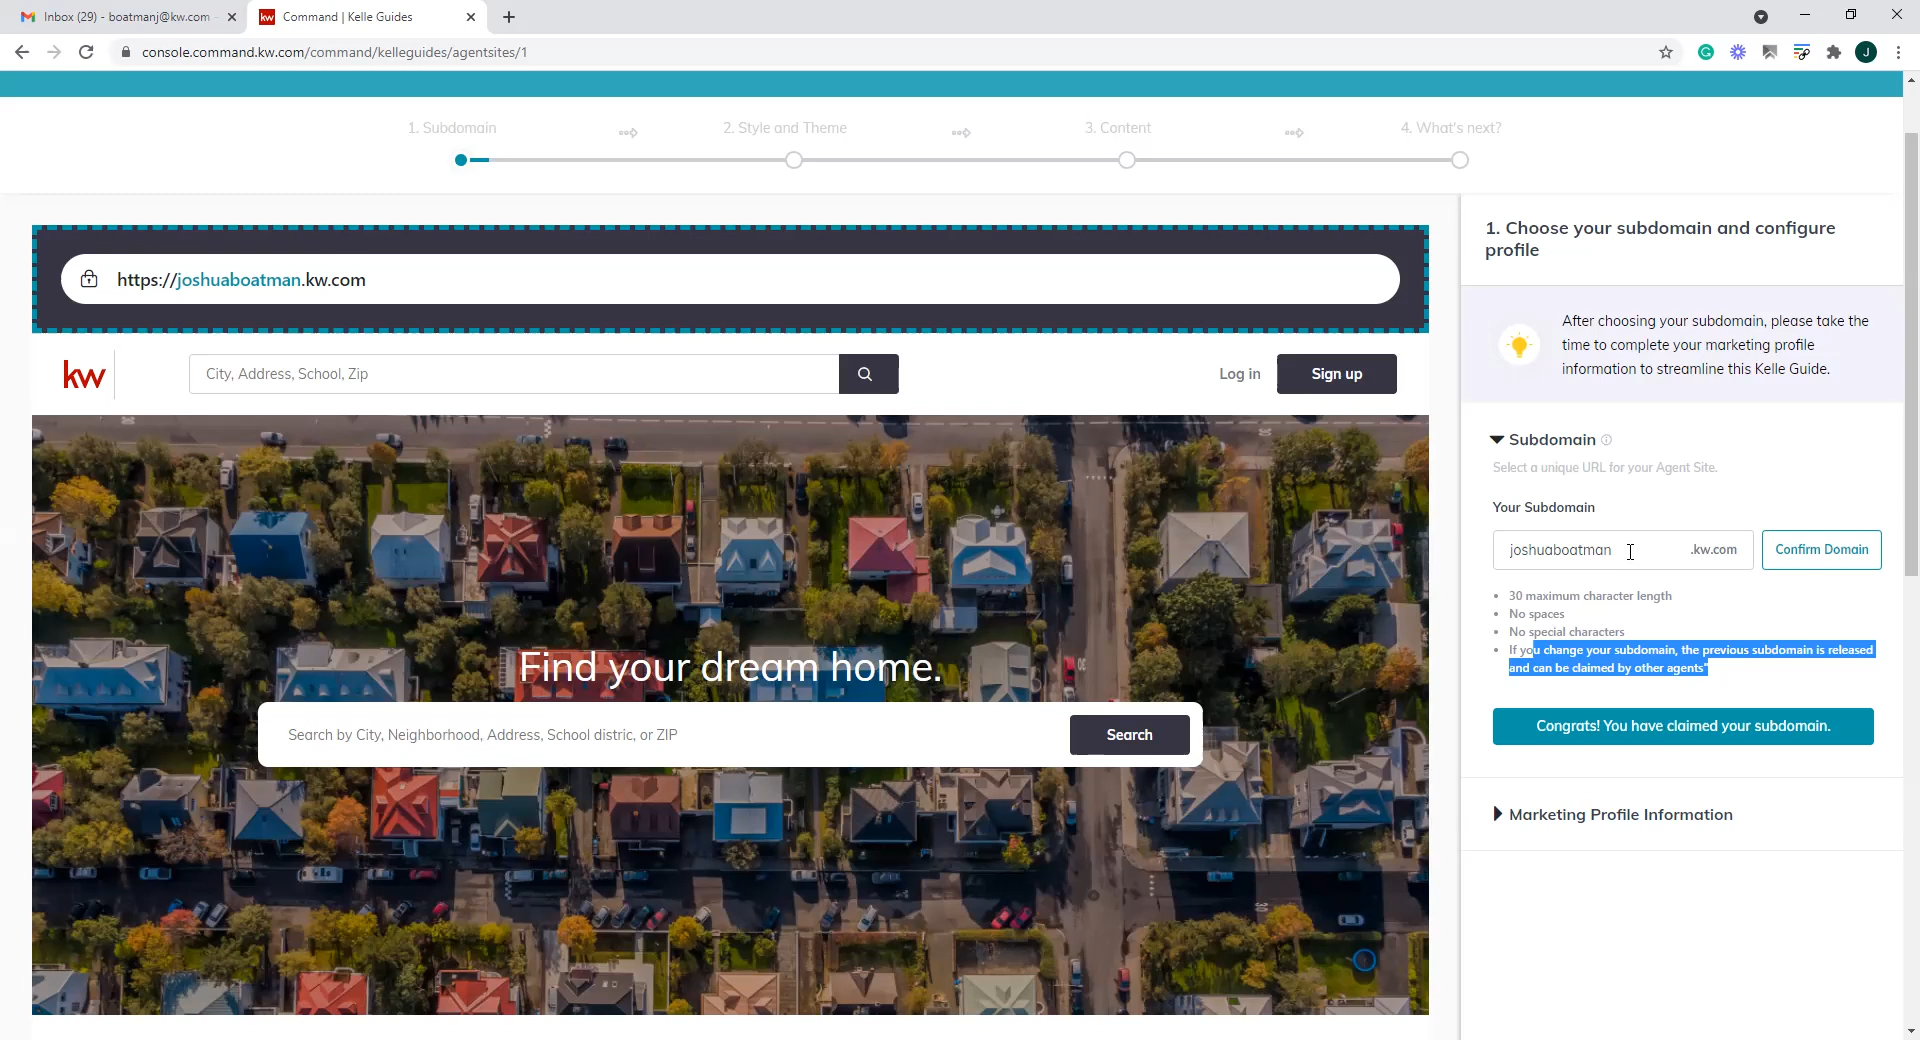 Inbox (29) - boatmanj@kw.com
kw Command | Kelle Guides
console.command.kw.com/command/kelleguides/agentsites/1
J
1. Subdomain
2. Style and Theme
3. Content
4. What's next?
https://joshuaboatman.kw.com
kw
City, Address, School, Zip
Log in
Sign up
Find your dream home.
Search by City, Neighborhood, Address, School distric, or ZIP
Search
1. Choose your subdomain and configure
profile
After choosing your subdomain, please take the
time to complete your marketing profile
information to streamline this Kelle Guide.
Subdomain
Select a unique URL for your Agent Site.
Your Subdomain
joshuaboatman .kw.com
Confirm Domain
• 30 maximum character length
• No spaces
• No special characters
• If you change your subdomain, the previous subdomain is released
and can be claimed by other agents"
Congrats! You have claimed your subdomain.
Marketing Profile Information